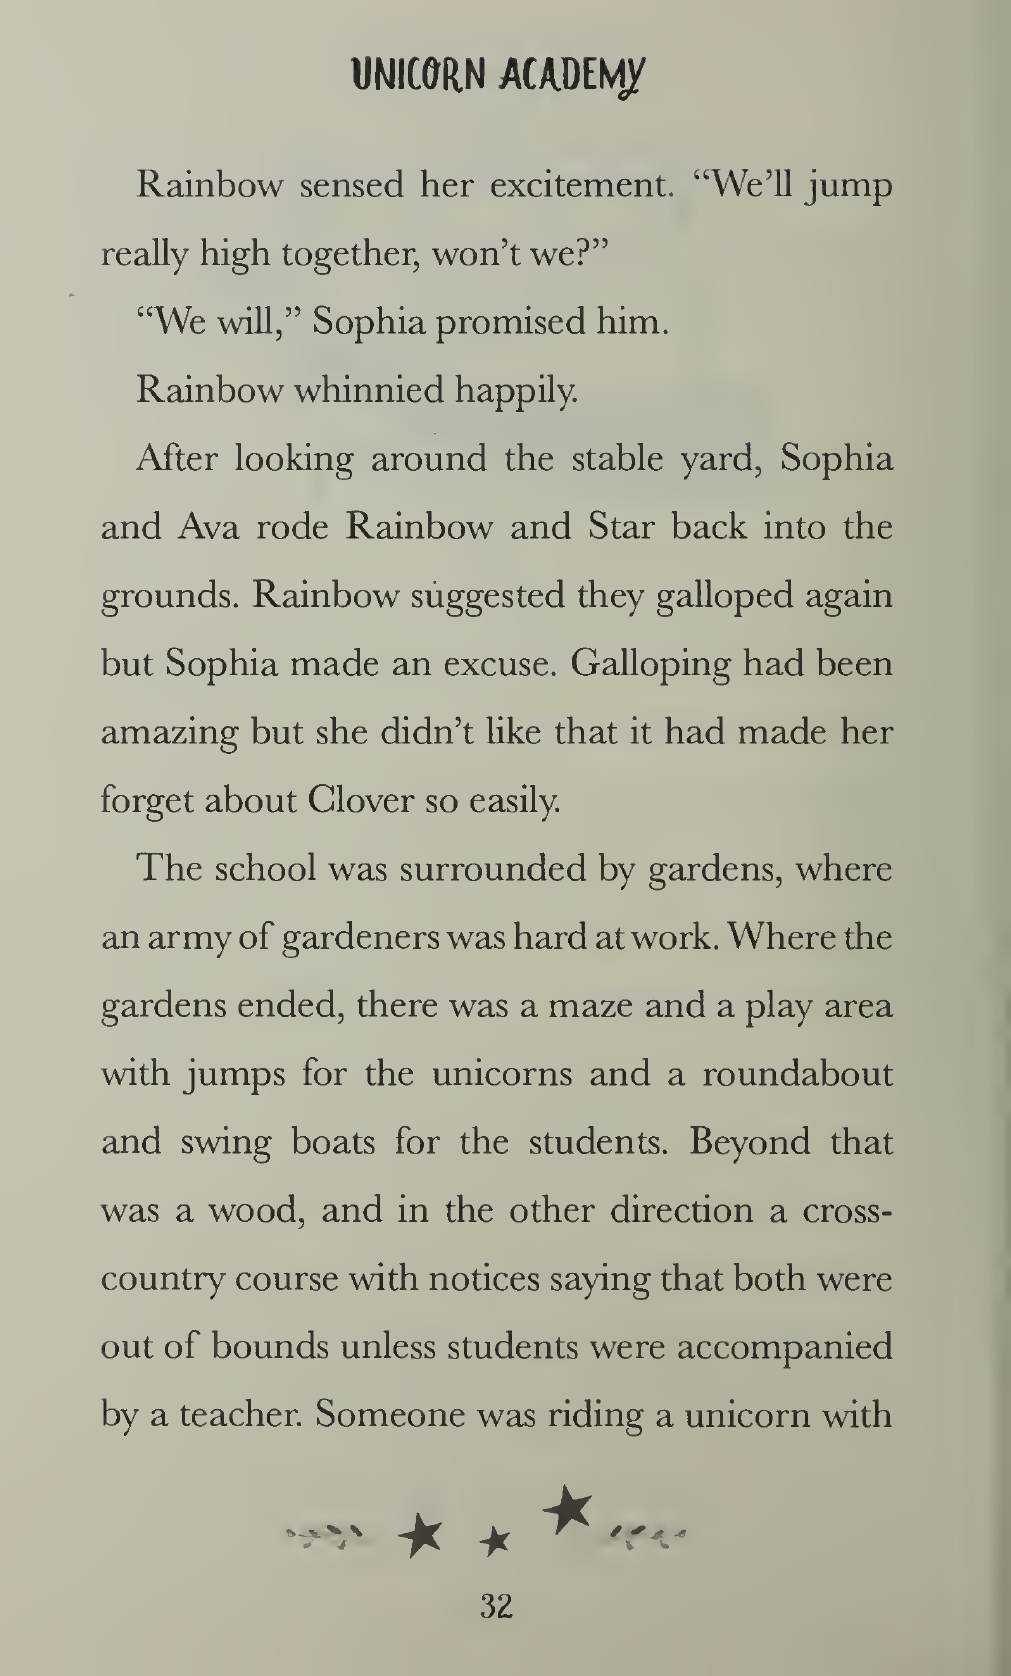 UNICORN ACADEMY
Rainbow sensed her excitement. “We’ll jump
really high together, won’t we?”
“We will,” Sophia promised him.
Rainbow whinnied happily.
After looking around the stable yard, Sophia
and Ava rode Rainbow and Star back into the
grounds. Rainbow suggested they galloped again
but Sophia made an excuse. Galloping had been
amazing but she didn’t like that it had made her
forget about Clover so easily.
The school was surrounded by gardens, where
an army of gardeners was hard at work. Where the
gardens ended, there was a maze and a play area
with jumps for the unicorns and a roundabout
and swing boats for the students. Beyond that
was a wood, and in the other direction a cross-
country course with notices saying that both were
out of bounds unless students were accompanied
by a teacher. Someone was riding a unicorn with
32